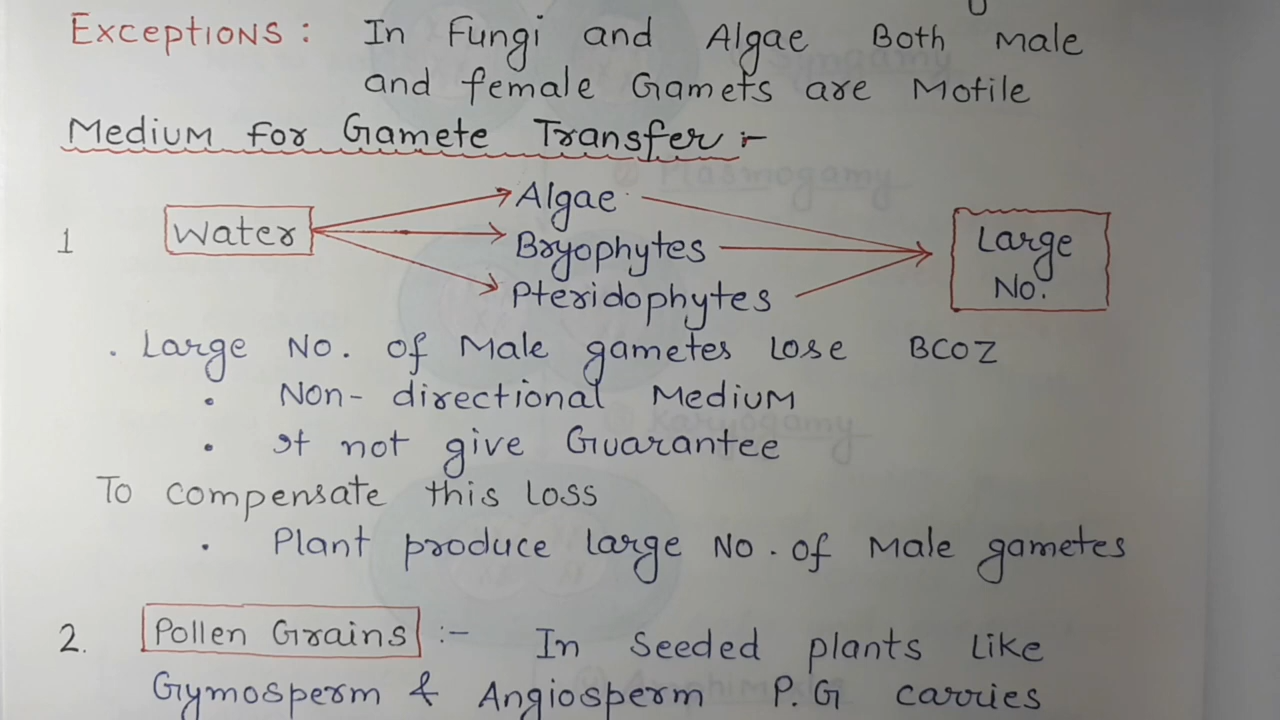 Exceptions : In Fungi and Algae Both male
and female Gamets are Motile
Medium for Gamete Transfer :-
1 Water Algae Bryophytes Pteridophytes Large No.
. Large No. of Male gametes lose BCOZ
• Non-directional Medium
• It not give Guarantee
To compensate this Loss
• Plant produce large No. of Male gametes
2. Pollen Grains :- In Seeded plants like
Gymosperm & Angiosperm P.G carries